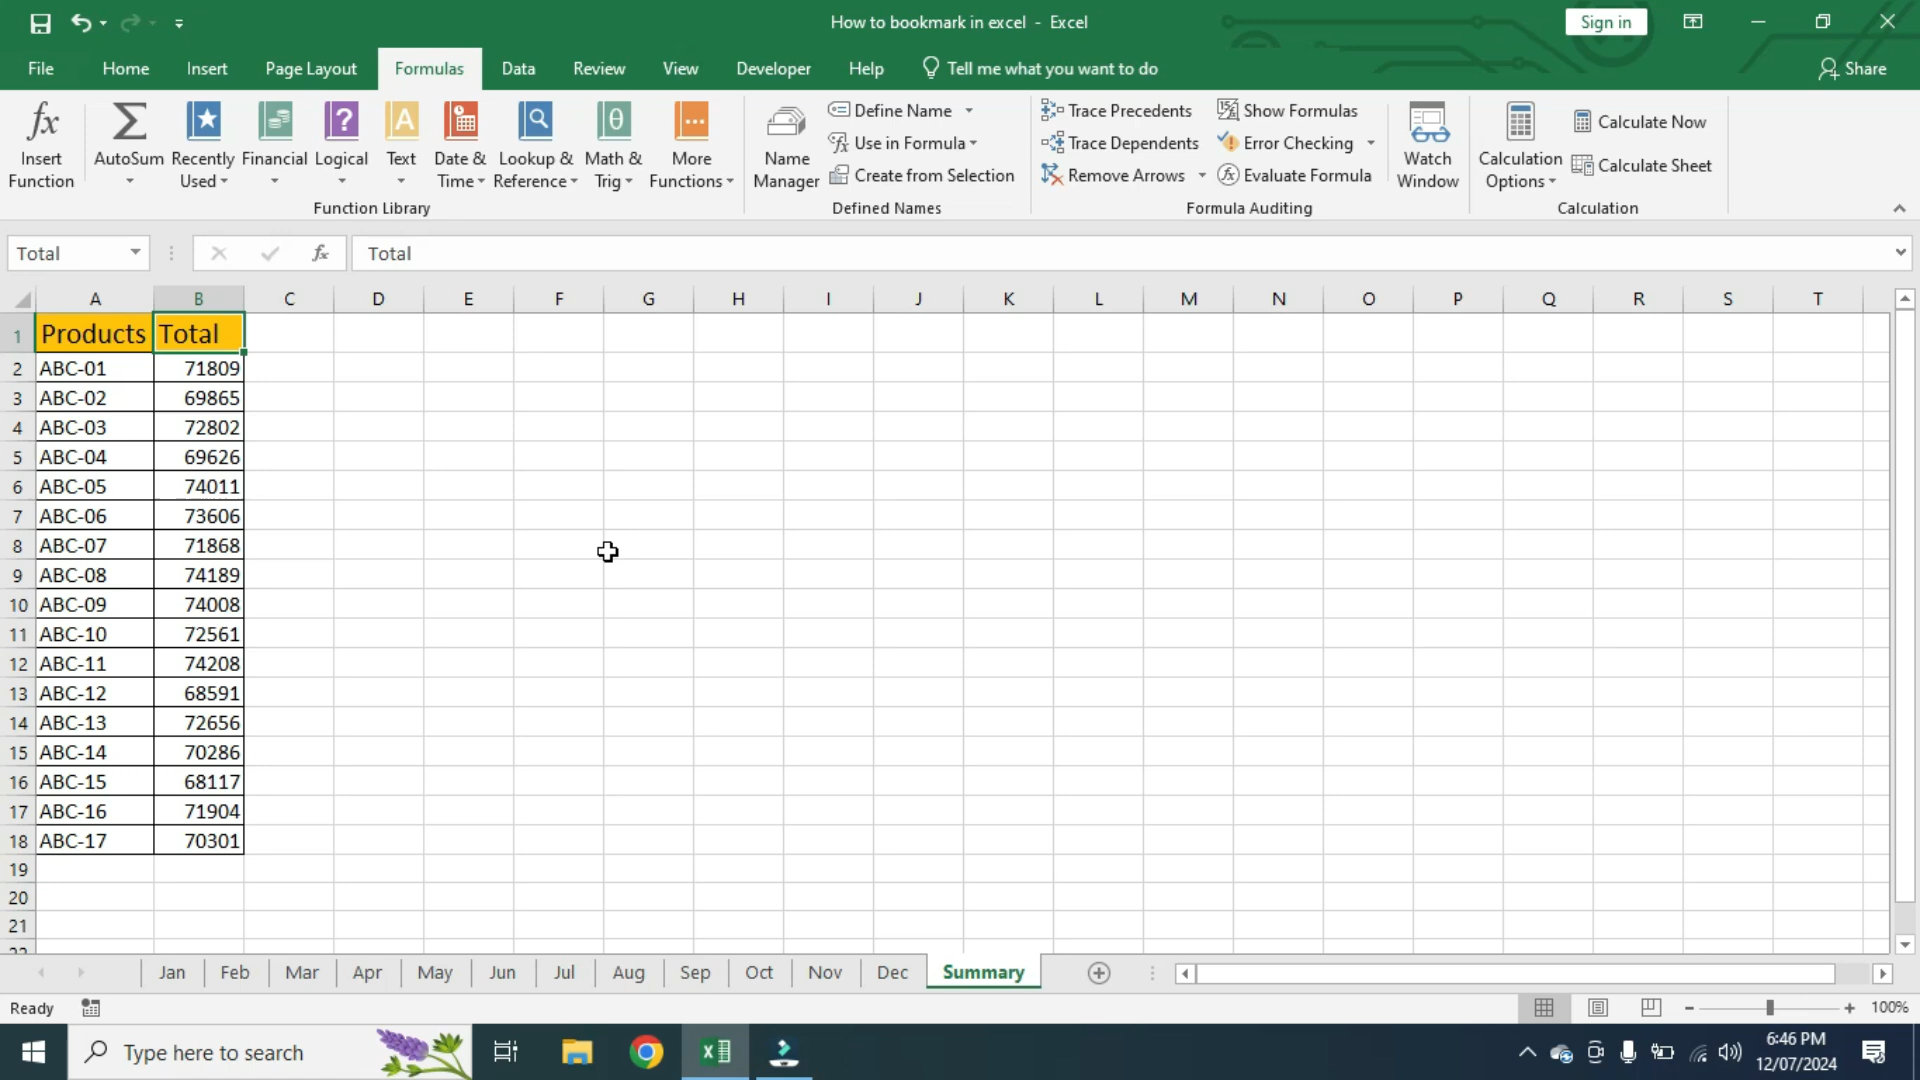 How to bookmark in excel - Excel
Sign in
File Home Insert Page Layout Formulas Data Review View Developer Help Tell me what you want to do Share
Insert Function
AutoSum
Recently Used
Financial
Logical
Text
Date & Time
Lookup & Reference
Math & Trig
More Functions
Function Library
Name Manager
Define Name
Use in Formula
Create from Selection
Defined Names
Trace Precedents
Trace Dependents
Remove Arrows
Show Formulas
Error Checking
Evaluate Formula
Formula Auditing
Watch Window
Calculation Options
Calculate Now
Calculate Sheet
Calculation
Total fx Total
A B C D E F G H I J K L M N O P Q R S T
1 Products Total
2 ABC-01 71809
3 ABC-02 69865
4 ABC-03 72802
5 ABC-04 69626
6 ABC-05 74011
7 ABC-06 73606
8 ABC-07 71868
9 ABC-08 74189
10 ABC-09 74008
11 ABC-10 72561
12 ABC-11 74208
13 ABC-12 68591
14 ABC-13 72656
15 ABC-14 70286
16 ABC-15 68117
17 ABC-16 71904
18 ABC-17 70301
19
20
21
22
Jan Feb Mar Apr May Jun Jul Aug Sep Oct Nov Dec Summary
Ready 100%
Type here to search
6:46 PM
12/07/2024